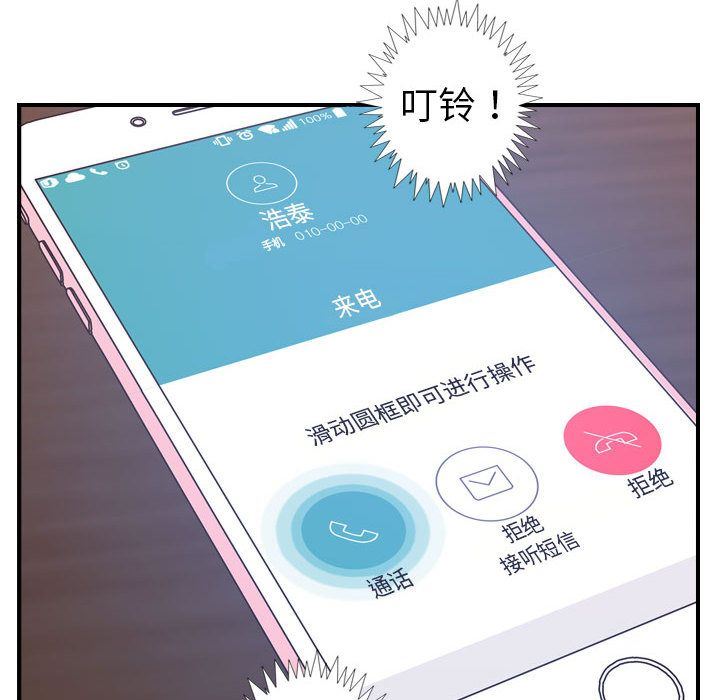 叮铃！
100%
浩泰
手机 010-00-00
来电
滑动圆框即可进行操作
拒绝
拒绝
接听短信
通话